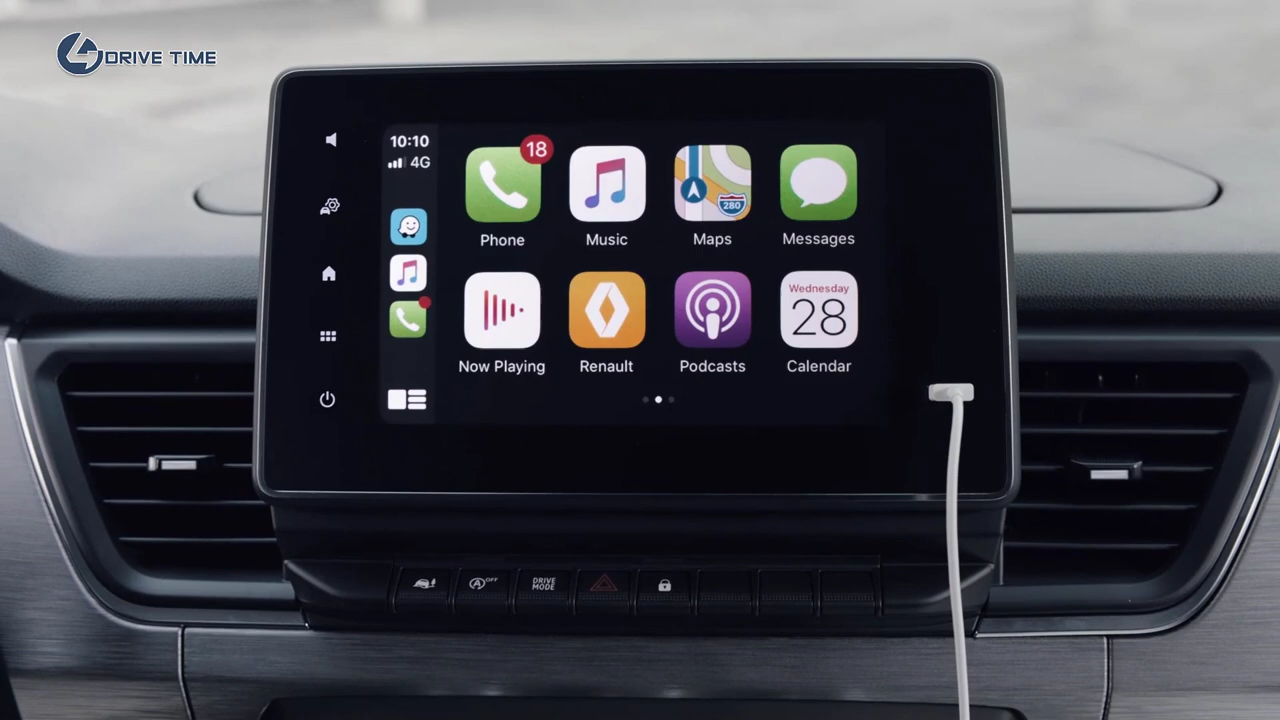 DRIVE TIME
10:10
4G
18
Phone
Music
280
Maps
Messages
Now Playing
Renault
Podcasts
Wednesday
28
Calendar
OFF
DRIVE
MODE